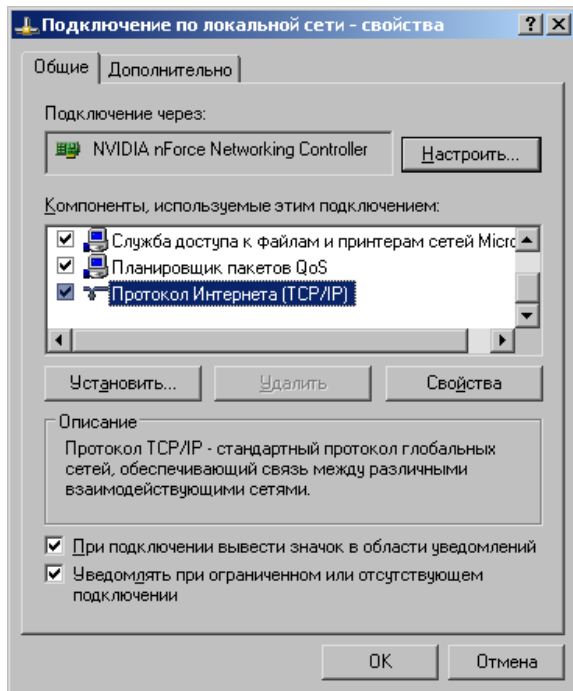 Подключение по локальной сети - свойства
Общие
Дополнительно
Подключение через:
NVIDIA nForce Networking Controller
Настроить...
Компоненты, используемые этим подключением:
Служба доступа к файлам и принтерам сетей Micro
Планировщик пакетов QoS
Протокол Интернета (TCP/IP)
Установить...
Удалить
Свойства
Описание
Протокол TCP/IP - стандартный протокол глобальных
сетей, обеспечивающий связь между различными
взаимодействующими сетями.
При подключении вывести значок в области уведомлений
Уведомлять при ограниченном или отсутствующем
подключении
OK
Отмена